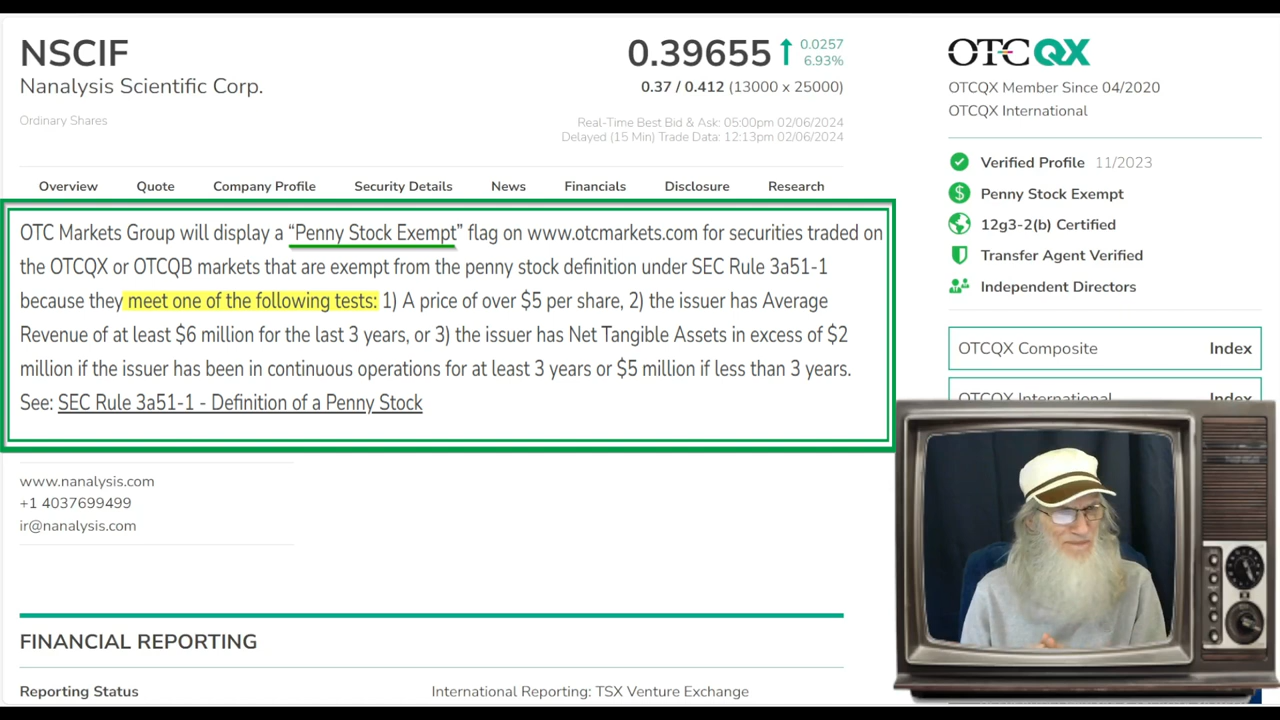 NSCIF
Nanalysis Scientific Corp.
Ordinary Shares
0.39655 0.0257
6.93%
0.37 / 0.412 (13000 x 25000)
Real-Time Best Bid & Ask: 05:00pm 02/06/2024
Delayed (15 Min) Trade Data: 12:13pm 02/06/2024
Overview Quote Company Profile Security Details News Financials Disclosure Research
OTC Markets Group will display a “Penny Stock Exempt” flag on www.otcmarkets.com for securities traded on
the OTCQX or OTCQB markets that are exempt from the penny stock definition under SEC Rule 3a51-1
because they meet one of the following tests: 1) A price of over $5 per share, 2) the issuer has Average
Revenue of at least $6 million for the last 3 years, or 3) the issuer has Net Tangible Assets in excess of $2
million if the issuer has been in continuous operations for at least 3 years or $5 million if less than 3 years.
See: SEC Rule 3a51-1 - Definition of a Penny Stock
www.nanalysis.com
+1 4037699499
ir@nanalysis.com
FINANCIAL REPORTING
Reporting Status International Reporting: TSX Venture Exchange
OTCQX
OTCQX Member Since 04/2020
OTCQX International
Verified Profile 11/2023
Penny Stock Exempt
12g3-2(b) Certified
Transfer Agent Verified
Independent Directors
OTCQX Composite Index
OTCQX International Index